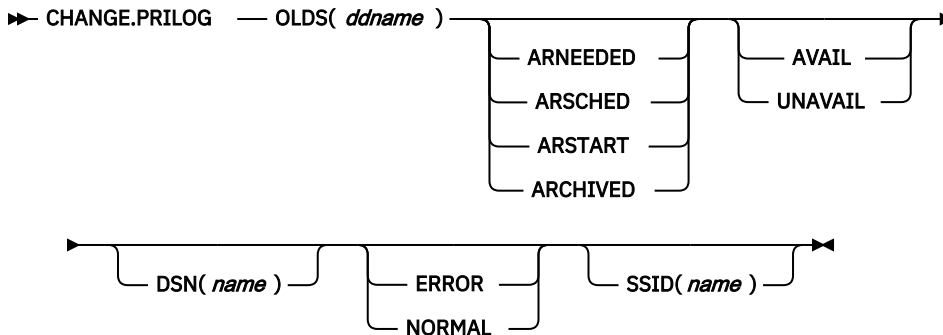 CHANGE.PRILOG OLDS( ddname )
ARNEEDED
ARSCHED
ARSTART
ARCHIVED
AVAIL
UNAVAIL
DSN( name )
ERROR
NORMAL
SSID( name )